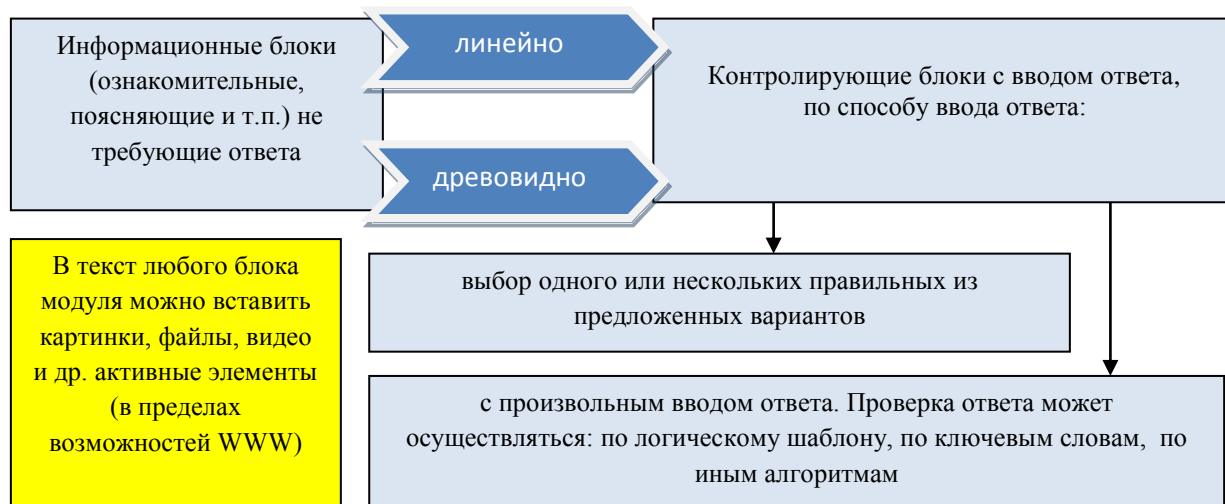 Информационные блоки
(ознакомительные,
поясняющие и т.п.) не
требующие ответа
линейно
древовидно
Контролирующие блоки с вводом ответа,
по способу ввода ответа:
В текст любого блока
модуля можно вставить
картинки, файлы, видео
и др. активные элементы
(в пределах
возможностей WWW)
выбор одного или нескольких правильных из
предложенных вариантов
с произвольным вводом ответа. Проверка ответа может
осуществляться: по логическому шаблону, по ключевым словам, по
иным алгоритмам